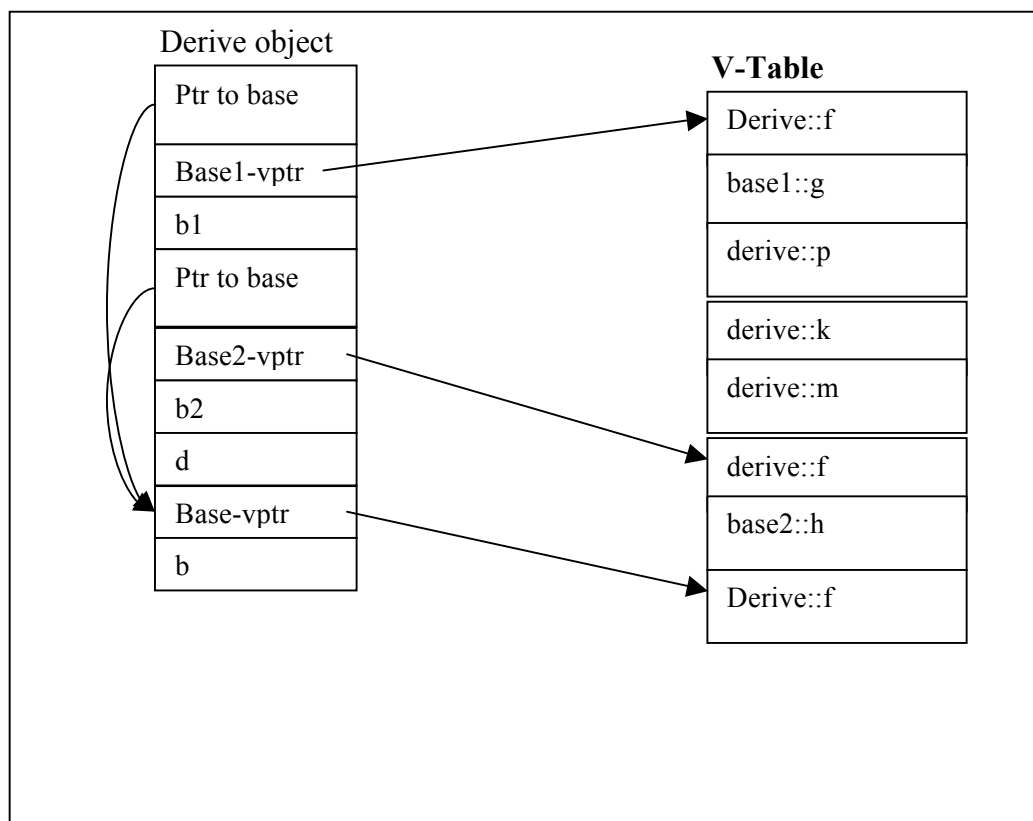 Derive object
Ptr to base
Base1-vptr
b1
Ptr to base
Base2-vptr
b2
d
Base-vptr
b
V-Table
Derive::f
base1::g
derive::p
derive::k
derive::m
derive::f
base2::h
Derive::f